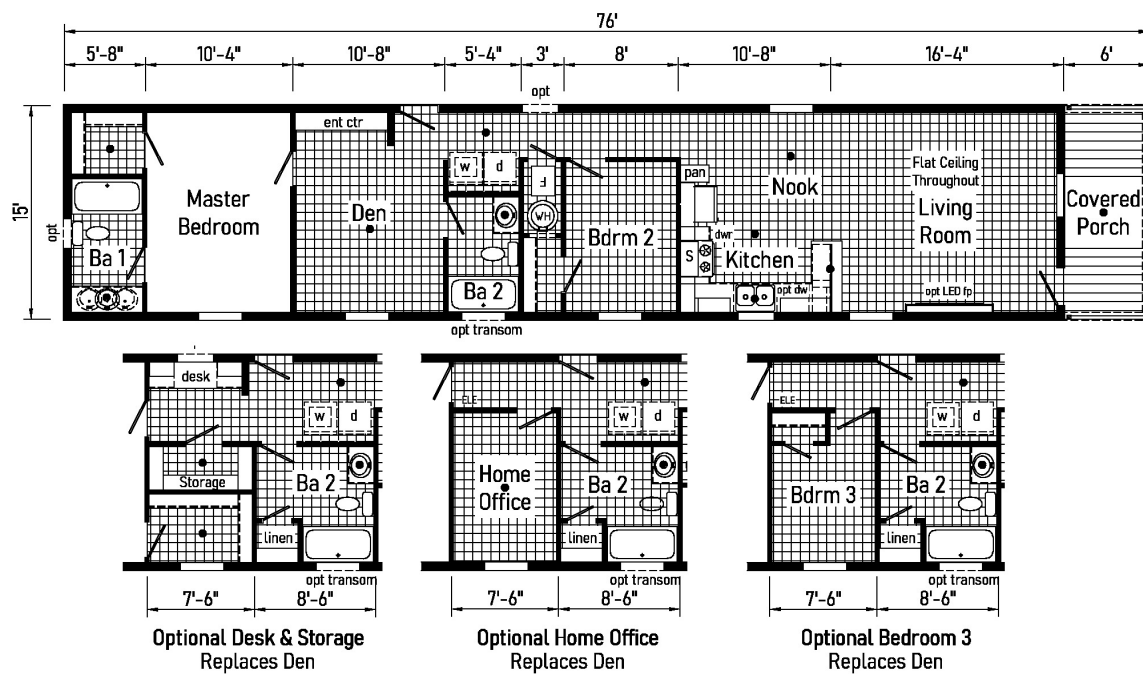 76'
5'-8" 10'-4" 10'-8" 5'-4" 3' 8' 10'-8" 16'-4" 6'
opt
ent ctr
15'
w d
pan
Flat Ceiling
Throughout
Master
Bedroom
Den
Nook
Living
Room
Covered
Porch
WH
opt
Ba 1
Bdrm 2
dwr
S
Kitchen
Ba 2
opt dw
opt LED fp
opt transom
desk
w d
Storage
Ba 2
linen
opt transom
7'-6" 8'-6"
Optional Desk & Storage
Replaces Den
ELE
w d
Home
Office
Ba 2
linen
opt transom
7'-6" 8'-6"
Optional Home Office
Replaces Den
ELE
w d
Bdrm 3
Ba 2
linen
opt transom
7'-6" 8'-6"
Optional Bedroom 3
Replaces Den